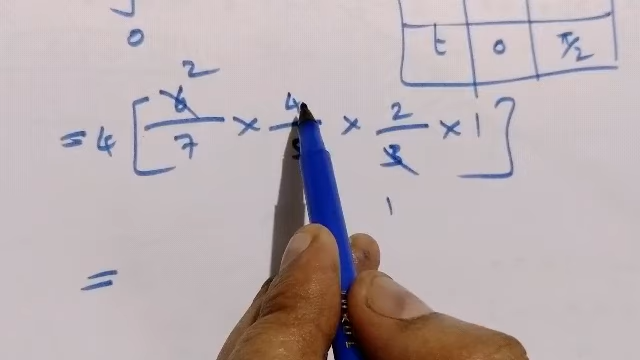 0
t 0 π/2
2
= 4 [ 6/7 × 4/5 × 2/3 × 1 ]
1
=